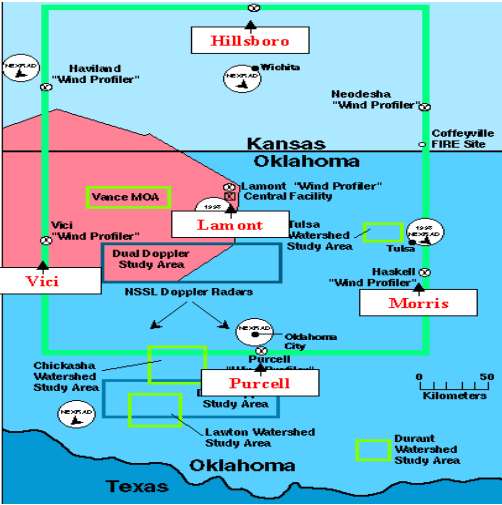 Hillsboro
NEXRAD
Haviland
"Wind Profiler"
NEXRAD
Wichita
Neodesha
"Wind Profiler"
Coffeyville
FIRE Site
Kansas
Oklahoma
Lamont "Wind Profiler"
Central Facility
Vance MOA
1995
Lamont
Vici
"Wind Profiler"
Tulsa
Watershed
Study Area
1995
NEXRAD
Tulsa
Dual Doppler
Study Area
Vici
Haskell
"Wind Profiler"
NSSL Doppler Radars
Morris
NEXRAD
Oklahoma
City
Purcell
Chickasha
Watershed
Study Area
Purcell
0 50
Kilometers
Study Area
NEXRAD
Lawton Watershed
Study Area
Durant
Watershed
Study Area
Oklahoma
Texas